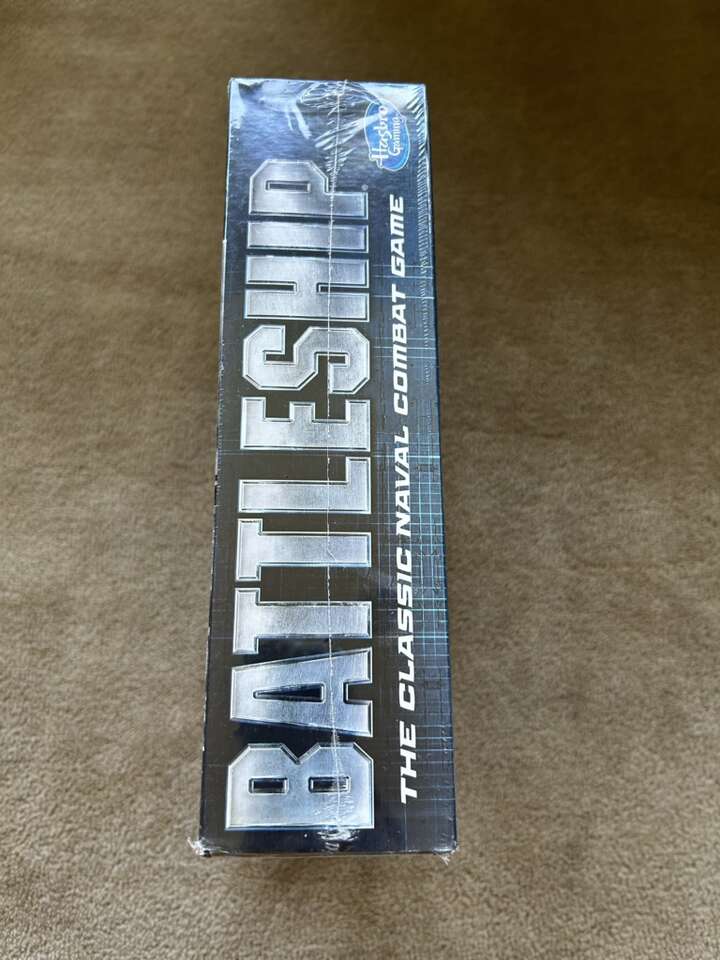 BATTLESHIP®
THE CLASSIC NAVAL COMBAT GAME
Hasbro
Gaming